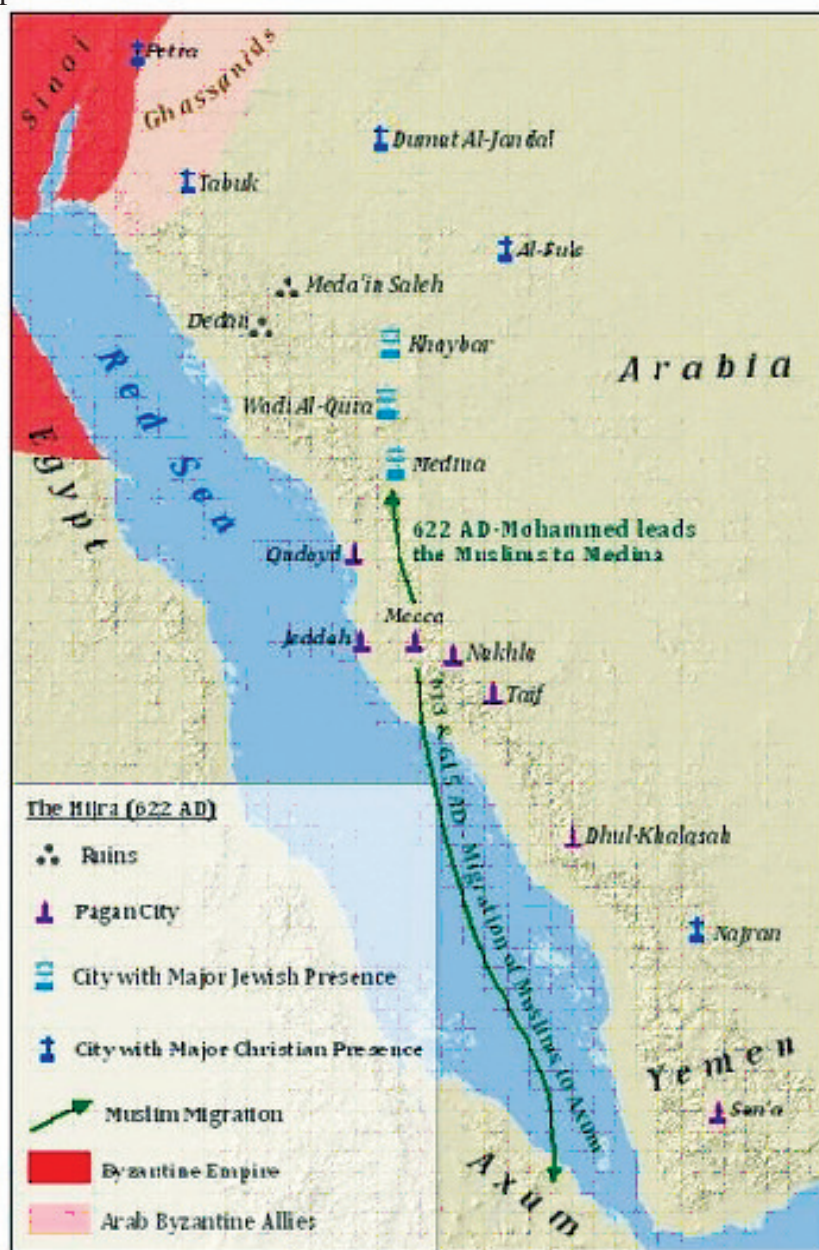 Sinai
Petra
Ghassanids
Dumat Al-Jandal
Tabuk
Al-Fuls
Meda'in Saleh
Dedan
Khaybar
Arabia
Red Sea
Wadi Al-Qura
Egypt
Medina
622 AD-Mohammed leads
the Muslims to Medina
Qudayd
Mecca
Jeddah
Nakhla
Taif
613 & 615 AD - Migration of Muslims to Axum
Dhul-Khalasah
Najran
Yemen
San'a
Axum
The Hijra (622 AD)
Ruins
Pagan City
City with Major Jewish Presence
City with Major Christian Presence
Muslim Migration
Byzantine Empire
Arab Byzantine Allies